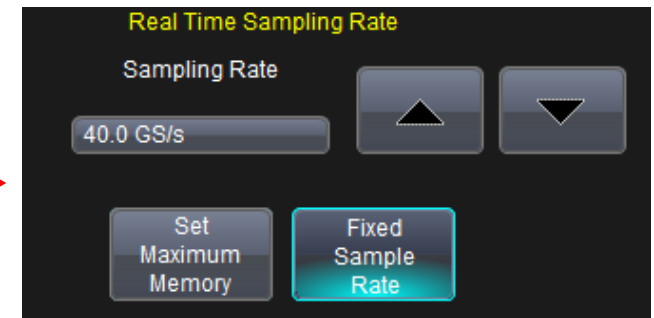 Real Time Sampling Rate
Sampling Rate
40.0 GS/s
Set
Maximum
Memory
Fixed
Sample
Rate